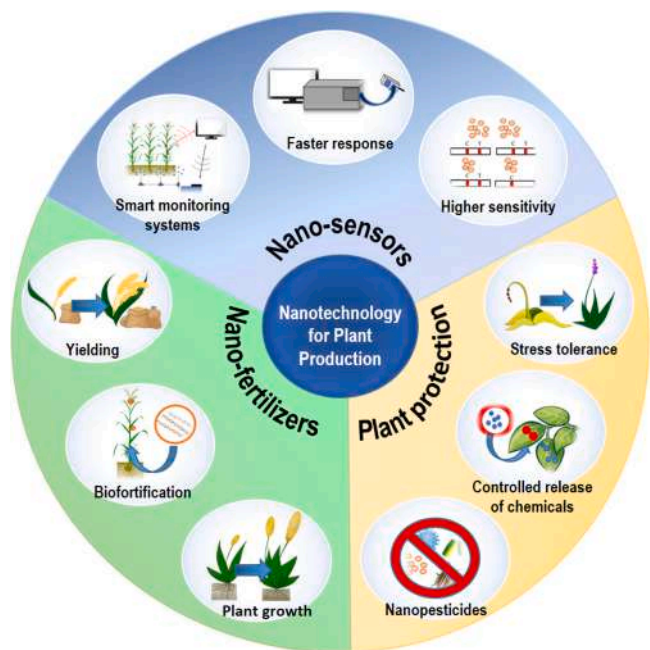 Faster response
Smart monitoring
systems
Higher sensitivity
Nano-sensors
Nanotechnology
for Plant
Production
Nano-fertilizers
Yielding
Biofortification
Plant growth
Plant protection
Stress tolerance
Controlled release
of chemicals
Nanopesticides